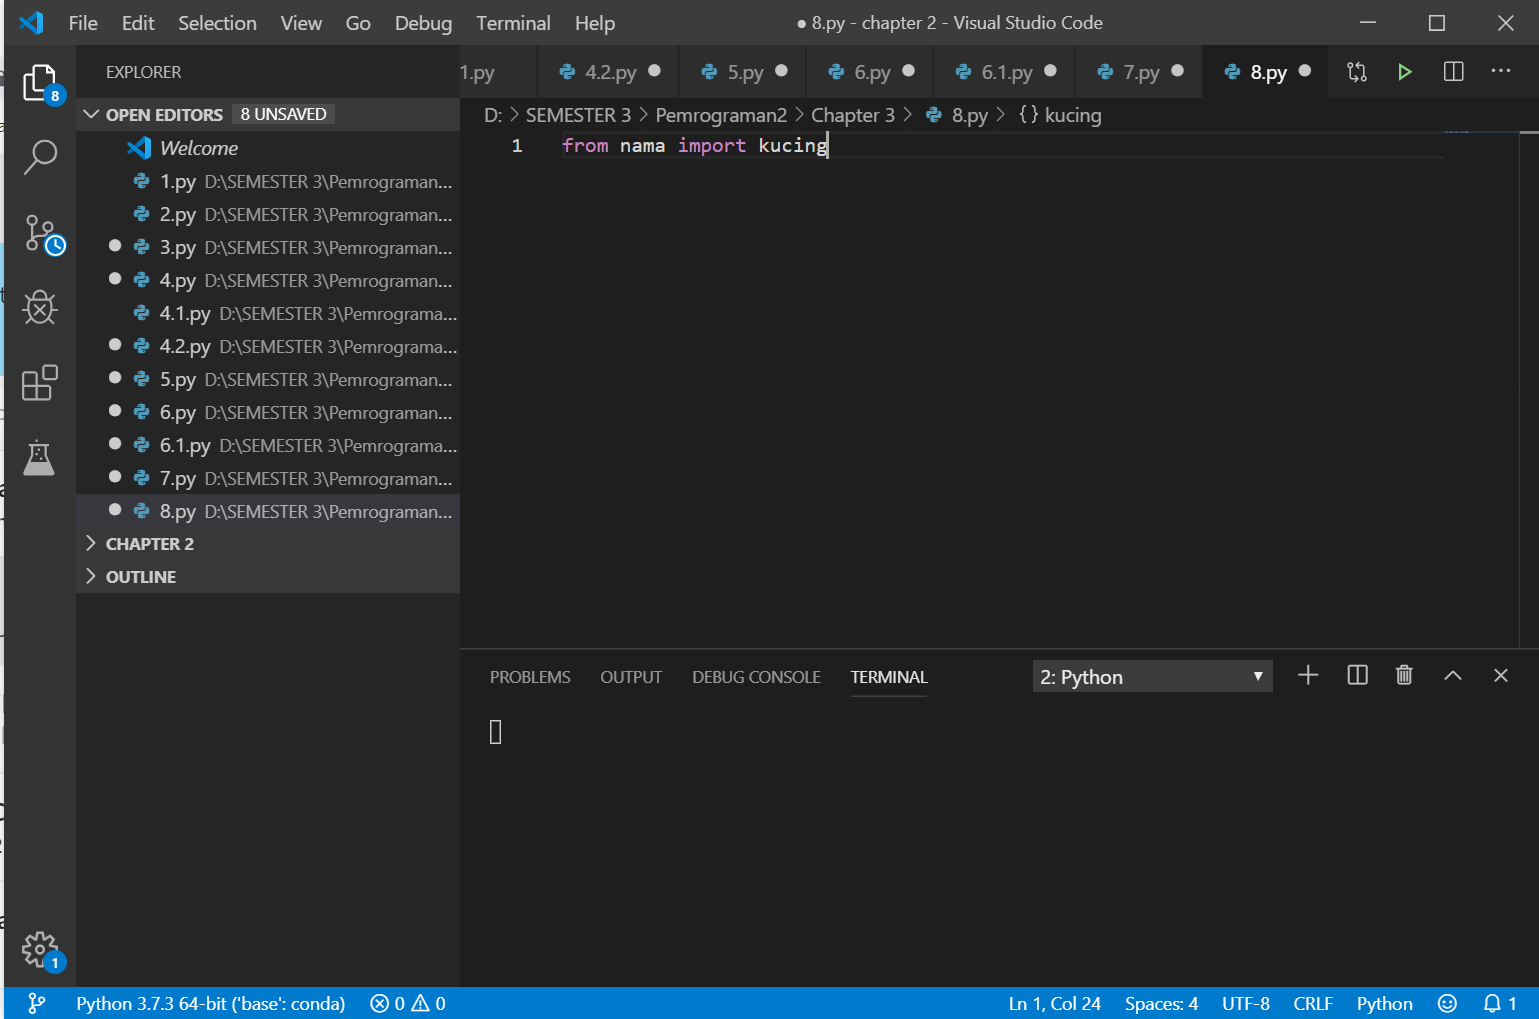 File Edit Selection View Go Debug Terminal Help ● 8.py - chapter 2 - Visual Studio Code
EXPLORER
1.py 4.2.py 5.py 6.py 6.1.py 7.py 8.py
8
OPEN EDITORS 8 UNSAVED
D: > SEMESTER 3 > Pemrograman2 > Chapter 3 > 8.py > {} kucing
1 from nama import kucing
Welcome
1.py D:\SEMESTER 3\Pemrograman...
2.py D:\SEMESTER 3\Pemrograman...
3.py D:\SEMESTER 3\Pemrograman...
4.py D:\SEMESTER 3\Pemrograman...
4.1.py D:\SEMESTER 3\Pemrograma...
4.2.py D:\SEMESTER 3\Pemrograma...
5.py D:\SEMESTER 3\Pemrograman...
6.py D:\SEMESTER 3\Pemrograman...
6.1.py D:\SEMESTER 3\Pemrograma...
7.py D:\SEMESTER 3\Pemrograman...
8.py D:\SEMESTER 3\Pemrograman...
CHAPTER 2
OUTLINE
PROBLEMS OUTPUT DEBUG CONSOLE TERMINAL 2: Python
1
Python 3.7.3 64-bit ('base': conda) 0 0 Ln 1, Col 24 Spaces: 4 UTF-8 CRLF Python 1